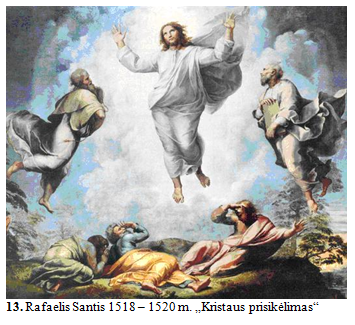 13. Rafaelis Santis 1518 – 1520 m. „Kristaus prisikėlimas“